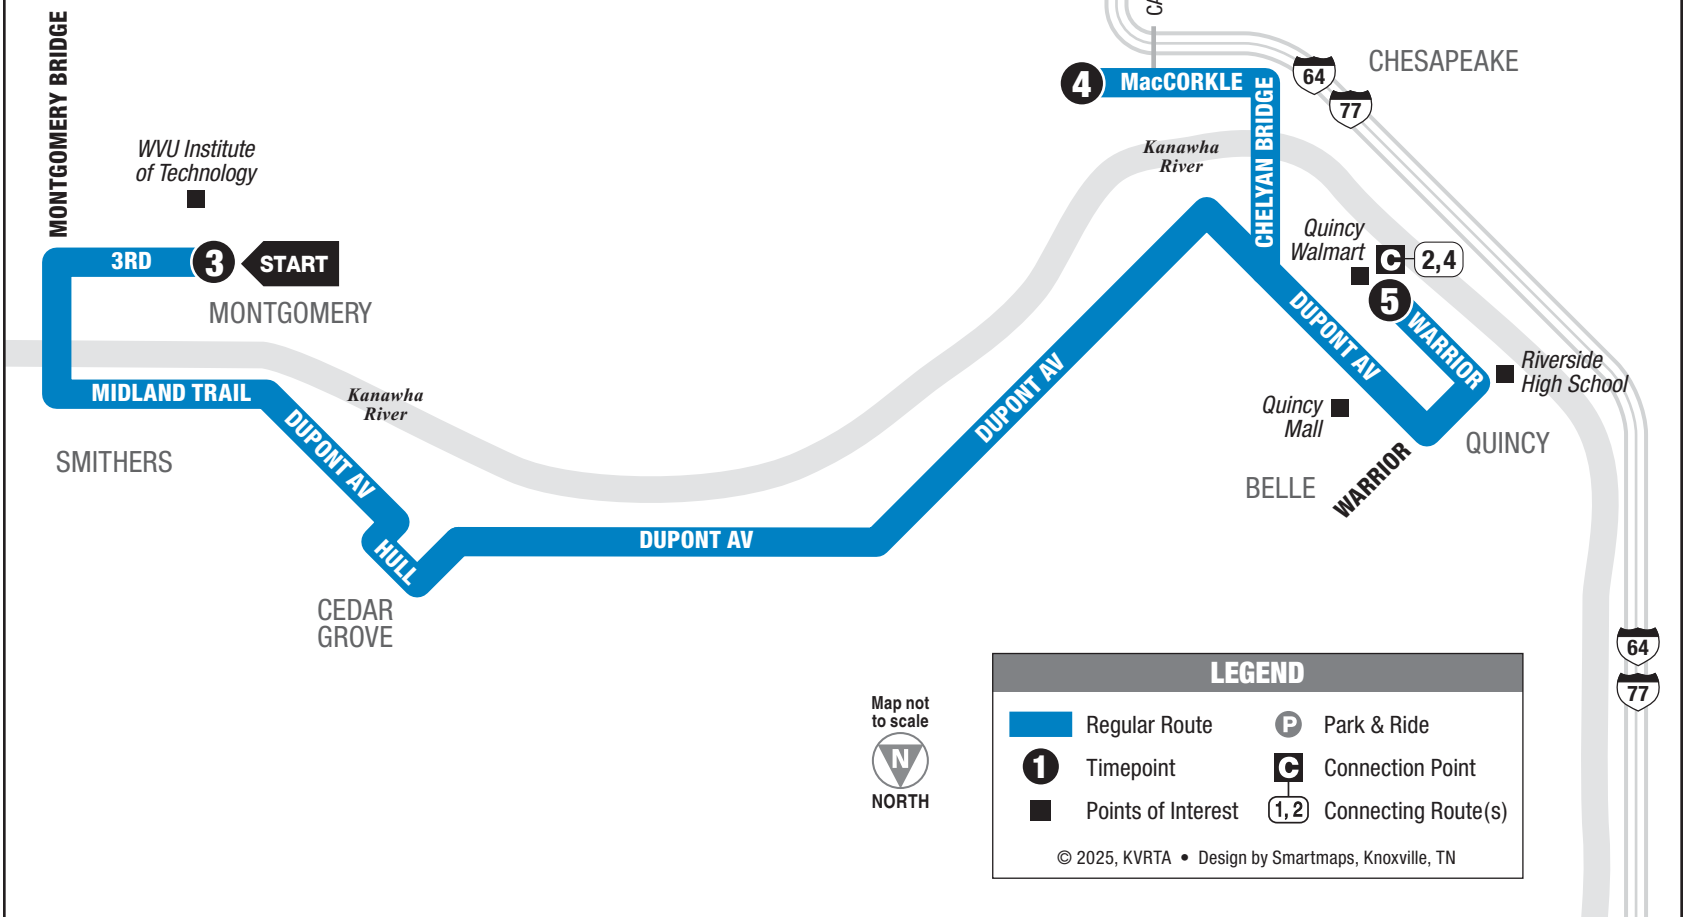 MONTGOMERY BRIDGE
WVU Institute
of Technology
3RD
3
START
MONTGOMERY
MIDLAND TRAIL
SMITHERS
DUPONT AV
Kanawha
River
HULL
CEDAR
GROVE
DUPONT AV
DUPONT AV
4
MacCORKLE
CHELYAN BRIDGE
Kanawha
River
64
77
CHESAPEAKE
Quincy
Walmart
C
2,4
5
WARRIOR
DUPONT AV
Riverside
High School
Quincy
Mall
QUINCY
BELLE
WARRIOR
64
77
Map not
to scale
N
NORTH
LEGEND
Regular Route
P
Park & Ride
1
Timepoint
C
Connection Point
Points of Interest
1,2
Connecting Route(s)
© 2025, KVRTA • Design by Smartmaps, Knoxville, TN